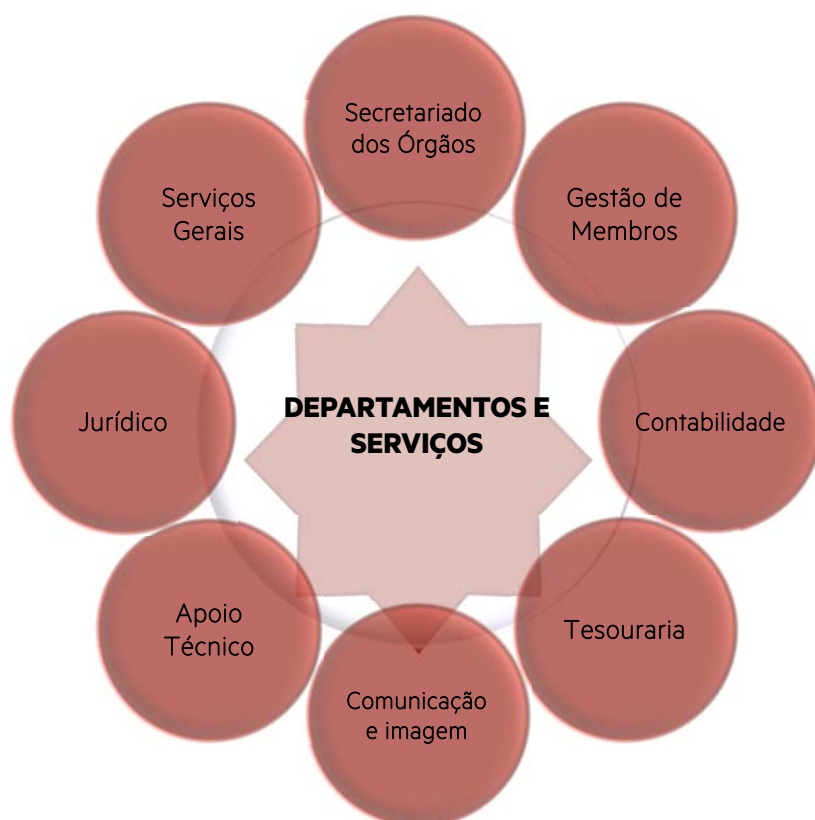 Secretariado
dos Órgãos
Gestão de
Membros
Contabilidade
Tesouraria
Comunicação
e imagem
Apoio
Técnico
Jurídico
Serviços
Gerais
DEPARTAMENTOS E
SERVIÇOS